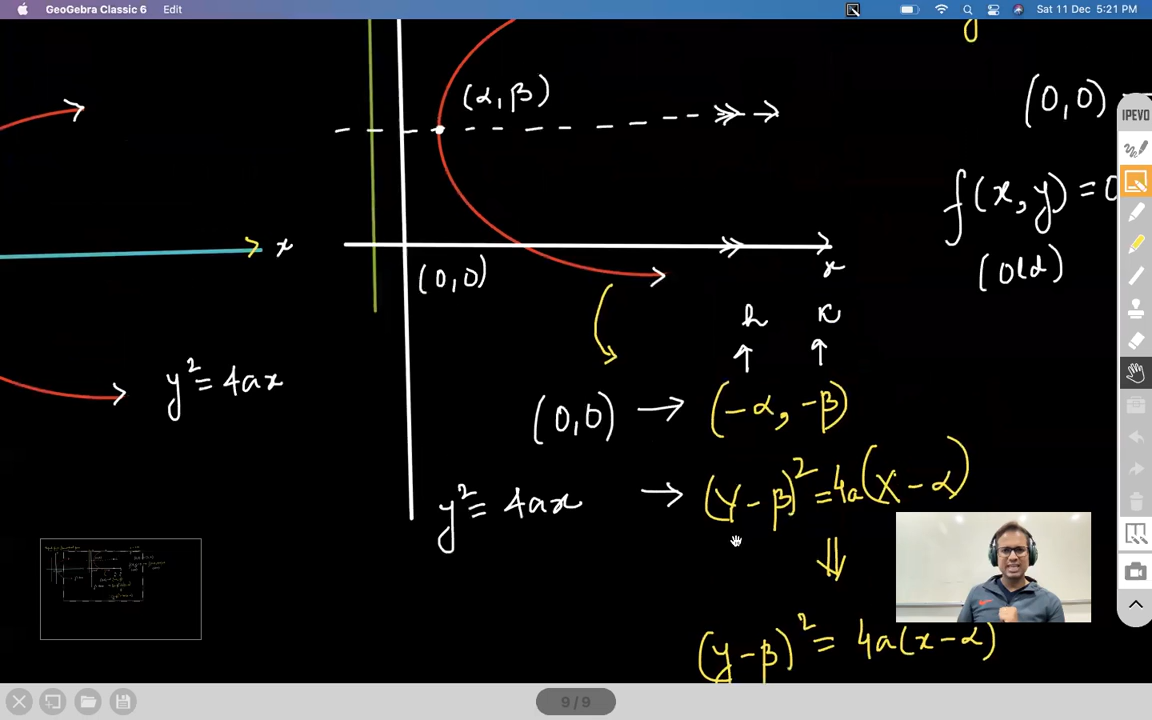 GeoGebra Classic 6 Edit
Sat 11 Dec 5:21 PM
IPEVO
(α, β)
(0,0)
f(x,y)=0
(old)
x
(0,0)
x
h k
y²=4ax
(0,0) → (-α, -β)
y²=4ax → (Y-β)²=4a(X-α)
⇓
(y-β)²=4a(x-α)
9/9